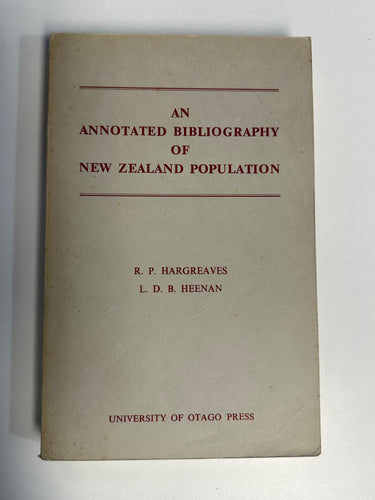 AN
ANNOTATED BIBLIOGRAPHY
OF
NEW ZEALAND POPULATION
R. P. HARGREAVES
L. D. B. HEENAN
UNIVERSITY OF OTAGO PRESS